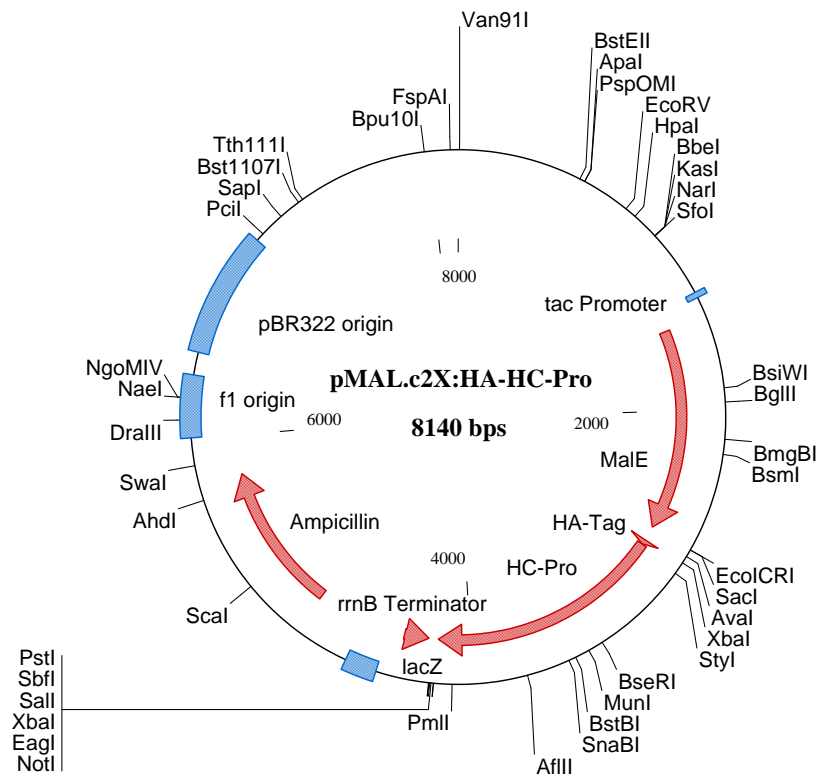 Van91I
BstEII
ApaI
PspOMI
FspAI
EcoRV
Bpu10I
HpaI
BbeI
Tth111I
KasI
Bst1107I
NarI
SapI
SfoI
PciI
8000
tac Promoter
pBR322 origin
NgoMIV
pMAL.c2X:HA-HC-Pro
BsiWI
NaeI
BglII
f1 origin
6000
2000
8140 bps
DraIII
BmgBI
MalE
BsmI
SwaI
AhdI
Ampicillin
HA-Tag
4000
HC-Pro
EcoICRI
SacI
rrnB Terminator
AvaI
ScaI
XbaI
StyI
PstI
lacZ
SbfI
BseRI
SalI
MunI
XbaI
PmlI
BstBI
EagI
SnaBI
NotI
AflII